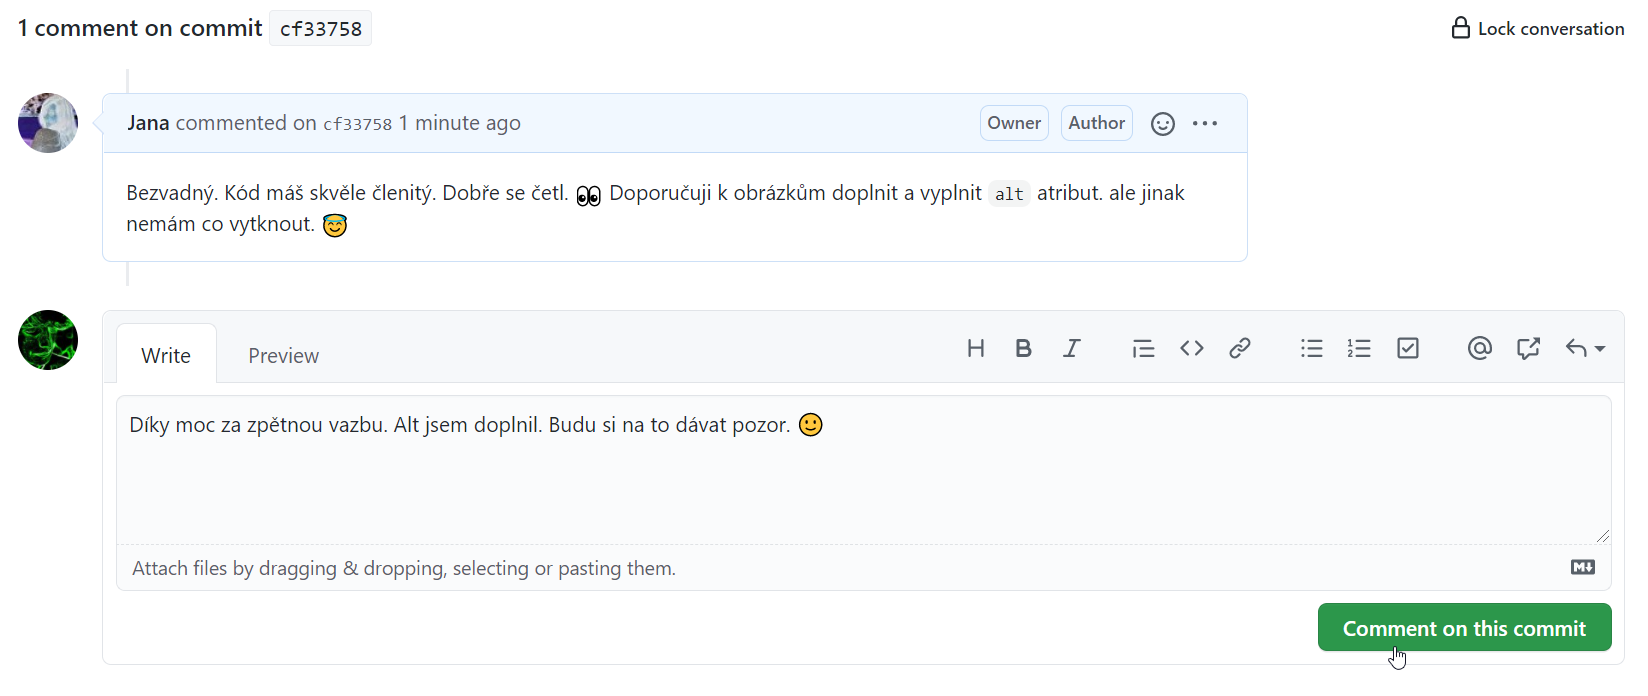 1 comment on commit cf33758
Lock conversation
Jana commented on cf33758 1 minute ago
Owner
Author
Bezvadný. Kód máš skvěle členitý. Dobře se četl. 👀 Doporučuji k obrázkům doplnit a vyplnit alt atribut. ale jinak
nemám co vytknout. 😇
Write
Preview
Díky moc za zpětnou vazbu. Alt jsem doplnil. Budu si na to dávat pozor. 🙂
Attach files by dragging & dropping, selecting or pasting them.
Comment on this commit